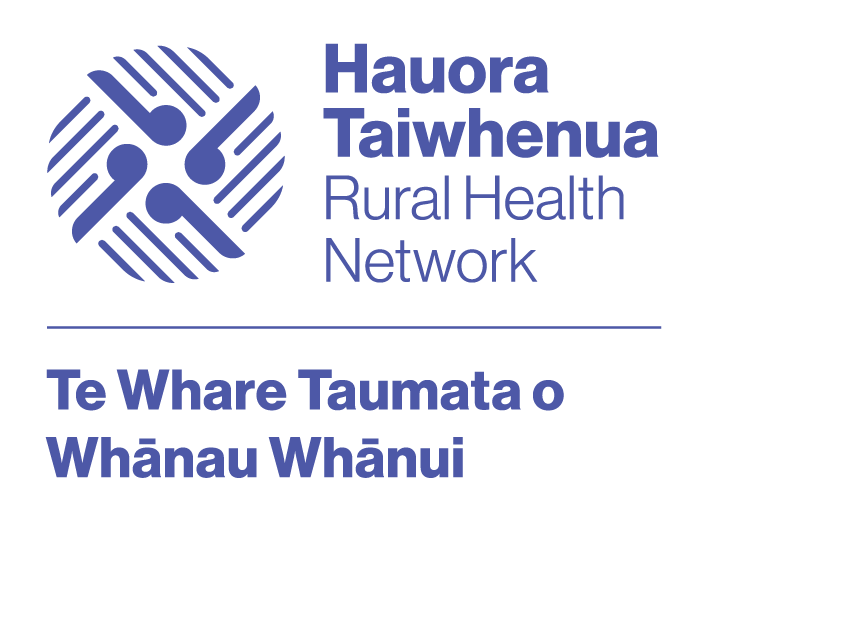 Hauora
Taiwhenua
Rural Health
Network
Te Whare Taumata o
Whānau Whānui